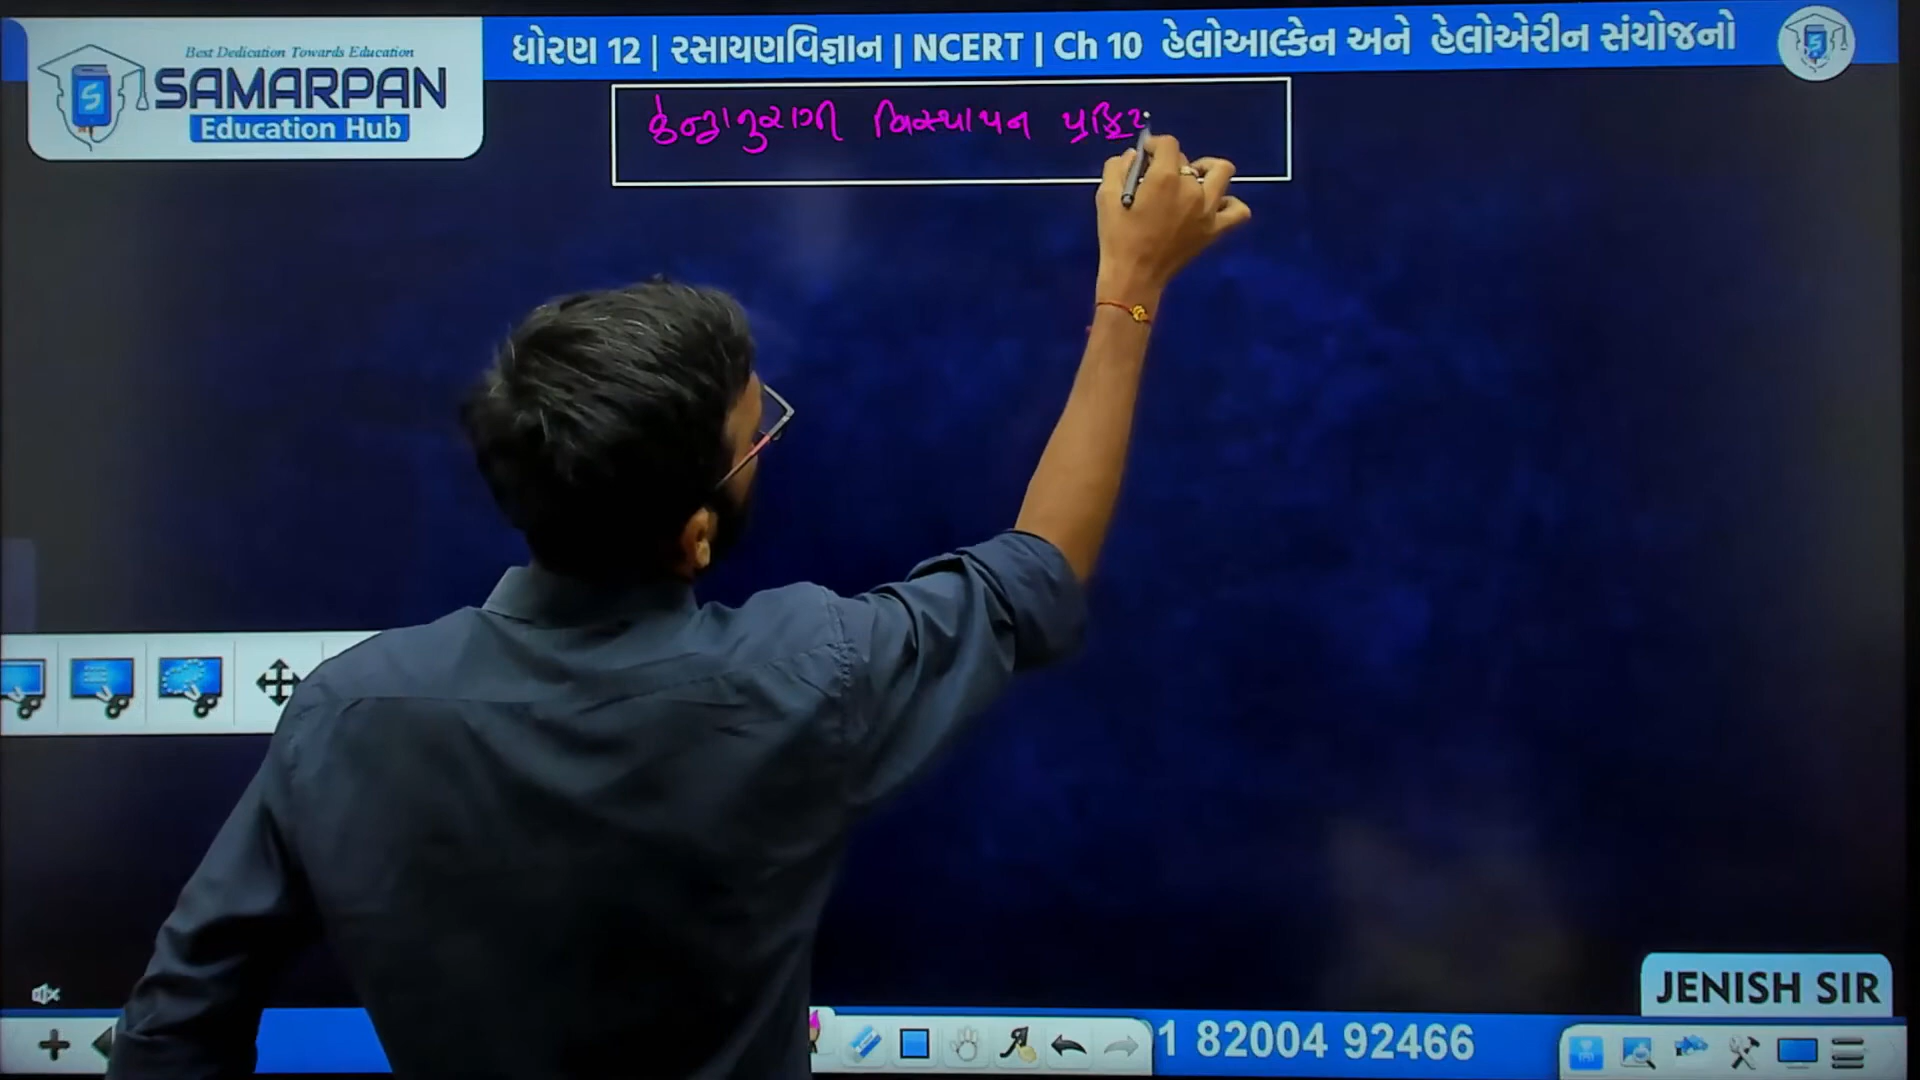 Best Dedication Towards Education
SAMARPAN
Education Hub
ધોરણ 12 | રસાયણવિજ્ઞાન | NCERT | Ch 10 હેલોઆલ્કેન અને હેલોએરીન સંયોજનો
કેન્દ્રાનુરાગી વિસ્થાપન પ્રક્રિય
JENISH SIR
1 82004 92466